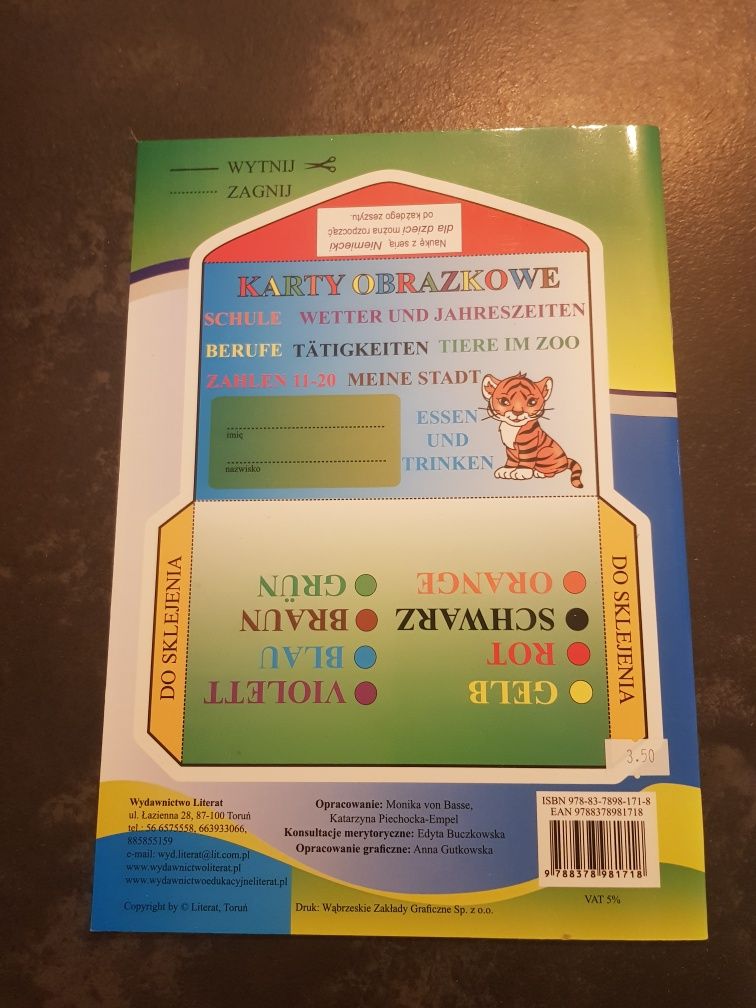 WYTNIJ
ZAGNIJ
Naukę z serią „Niemiecki
dla dzieci można rozpocząć
od każdego zeszytu.
KARTY OBRAZKOWE
SCHULE WETTER UND JAHRESZEITEN
BERUFE TÄTIGKEITEN TIERE IM ZOO
ZAHLEN 11-20 MEINE STADT
ESSEN
UND
TRINKEN
imię
nazwisko
DO SKLEJENIA
DO SKLEJENIA
GELB VIOLETT
ROT BLAU
SCHWARZ BRAUN
ORANGE GRÜN
3.50
Wydawnictwo Literat
ul. Łazienna 28, 87-100 Toruń
tel.: 56 6575558, 663933066,
885855159
e-mail: wyd.literat@lit.com.pl
www.wydawnictwoliterat.pl
www.wydawnictwoedukacyjneliterat.pl
Copyright by © Literat, Toruń
Opracowanie: Monika von Basse,
Katarzyna Piechocka-Empel
Konsultacje merytoryczne: Edyta Buczkowska
Opracowanie graficzne: Anna Gutkowska
Druk: Wąbrzeskie Zakłady Graficzne Sp. z o.o.
ISBN 978-83-7898-171-8
EAN 9788378981718
9 788378 981718
VAT 5%